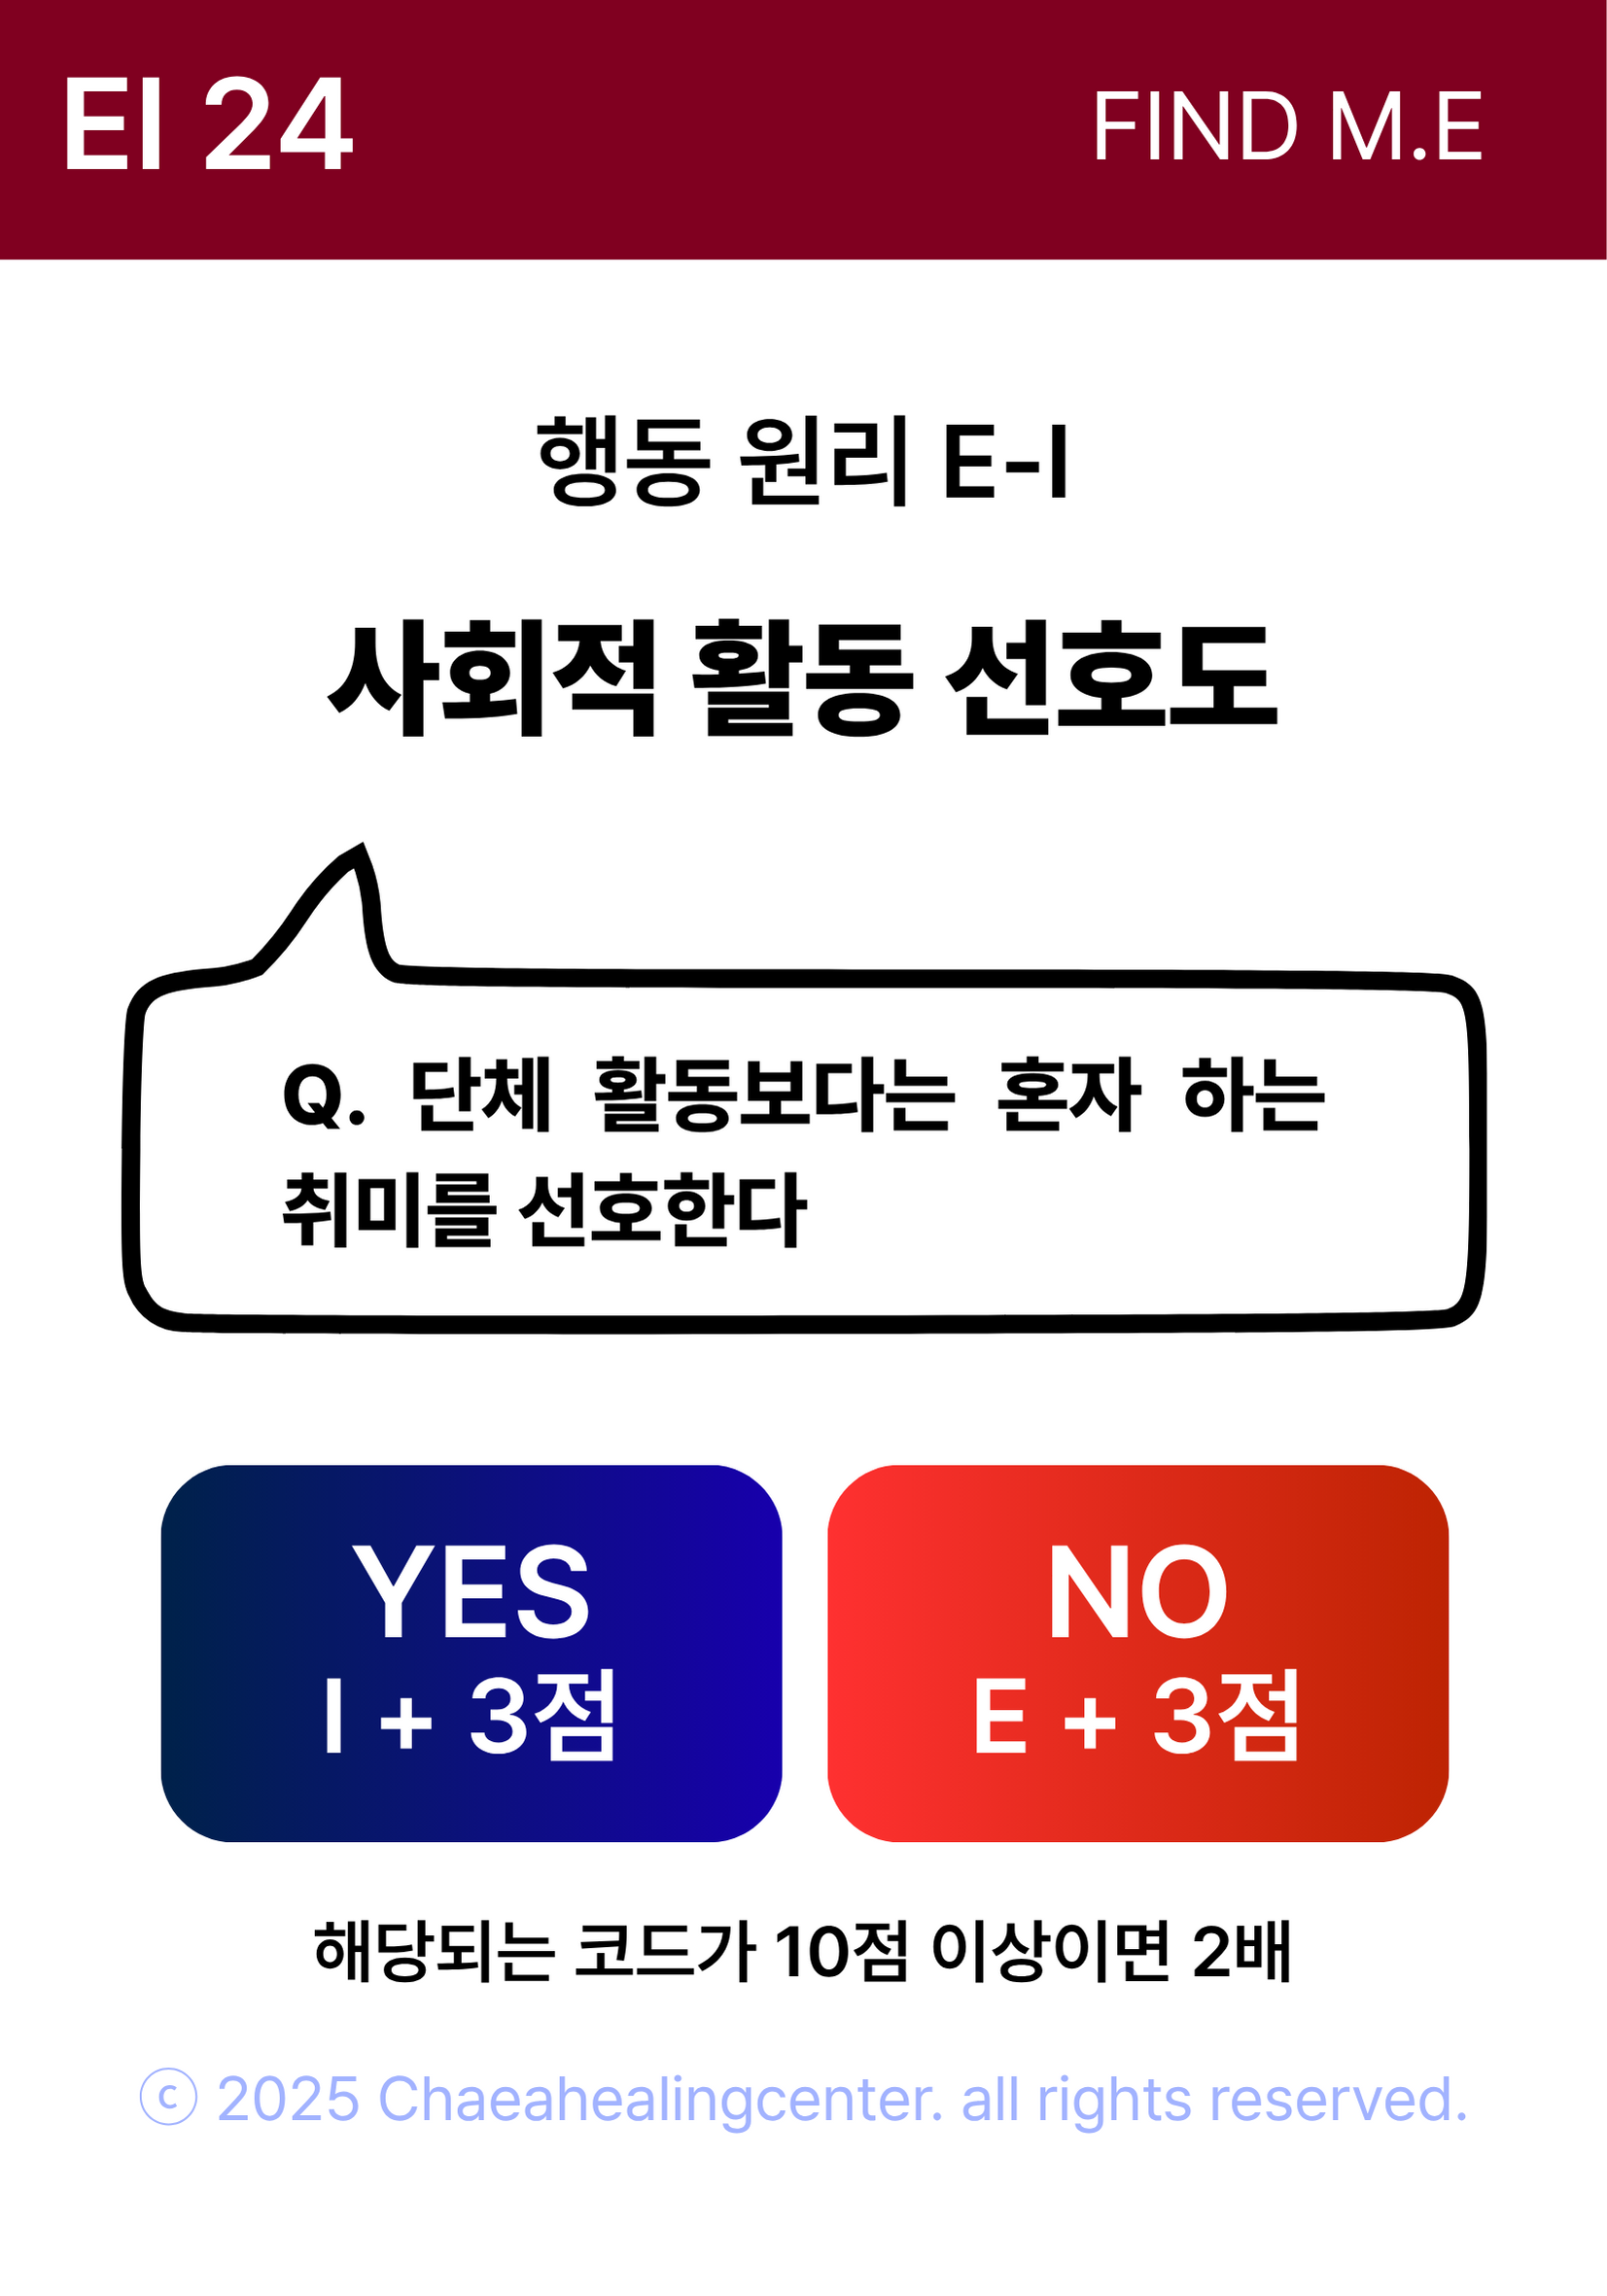 EI 24
FIND M.E
행동 원리 E-I
사회적 활동 선호도
Q. 단체 활동보다는 혼자 하는
취미를 선호한다
YES
I + 3점
NO
E + 3점
해당되는 코드가 10점 이상이면 2배
© 2025 Chaeahealingcenter. all rights reserved.